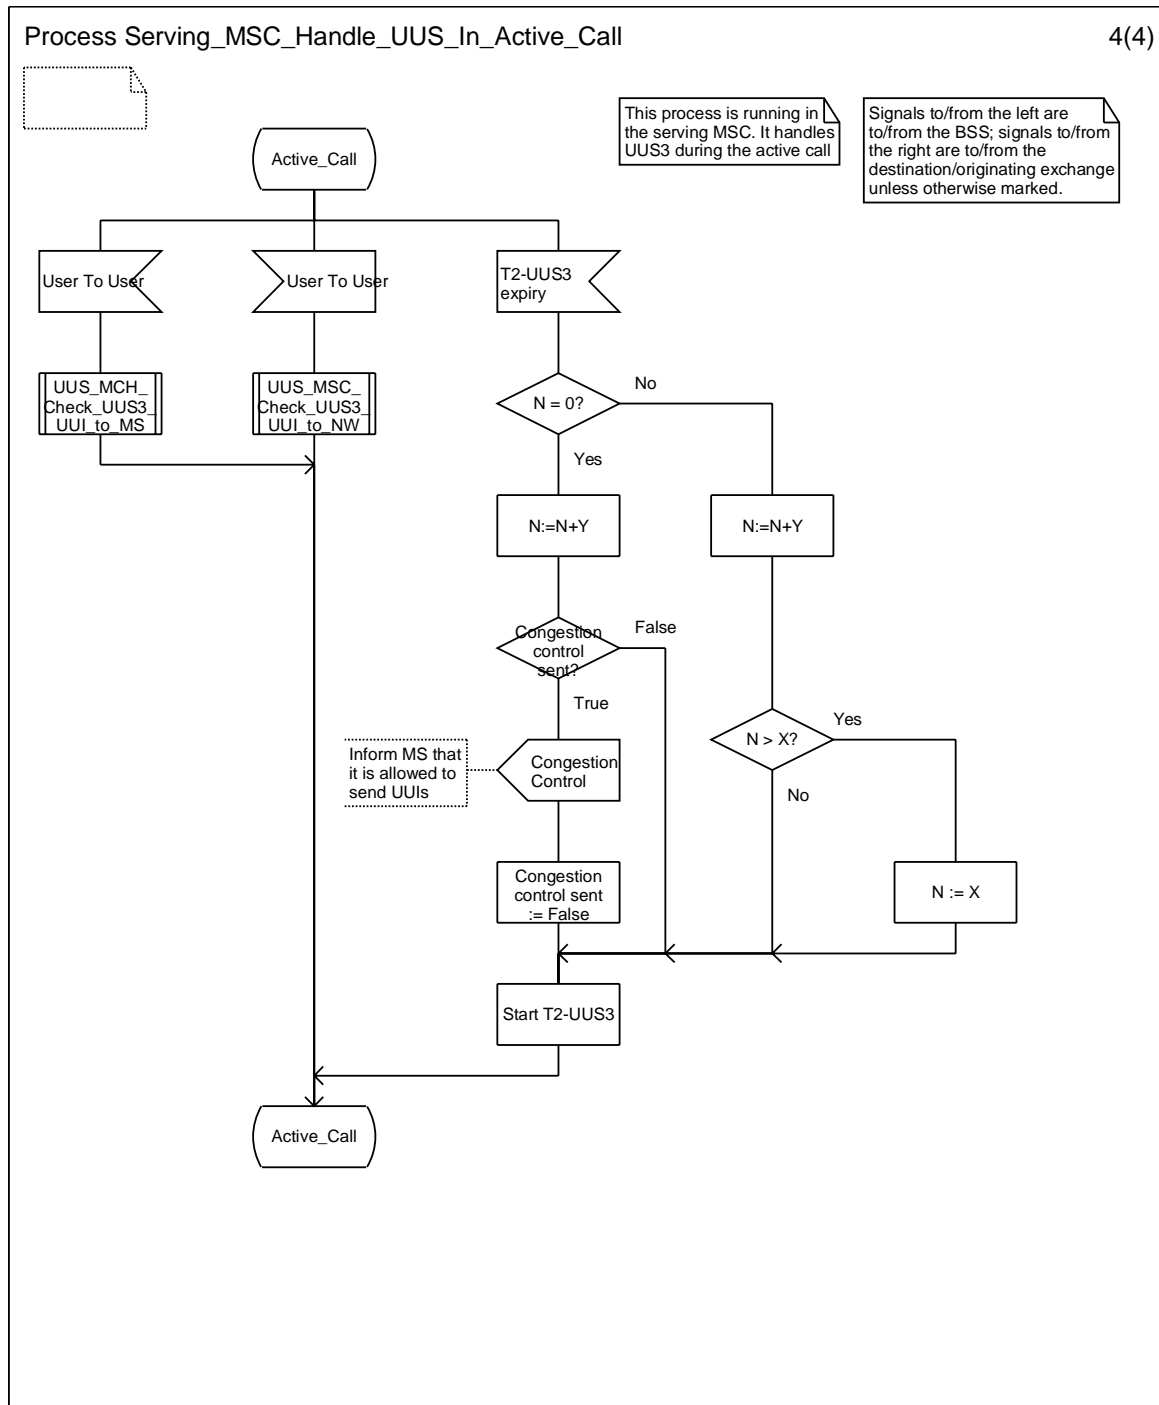 Process Serving_MSC_Handle_UUS_In_Active_Call
4(4)
This process is running in
the serving MSC. It handles
UUS3 during the active call
Signals to/from the left are
to/from the BSS; signals to/from
the right are to/from the
destination/originating exchange
unless otherwise marked.
Active_Call
User To User
User To User
T2-UUS3
expiry
UUS_MCH_
Check_UUS3_
UUI_to_MS
UUS_MSC_
Check_UUS3_
UUI_to_NW
N = 0?
No
Yes
N:=N+Y
N:=N+Y
Congestion
control
sent?
False
True
N > X?
Yes
No
Inform MS that
it is allowed to
send UUIs
Congestion
Control
Congestion
control sent
:= False
N := X
Start T2-UUS3
Active_Call